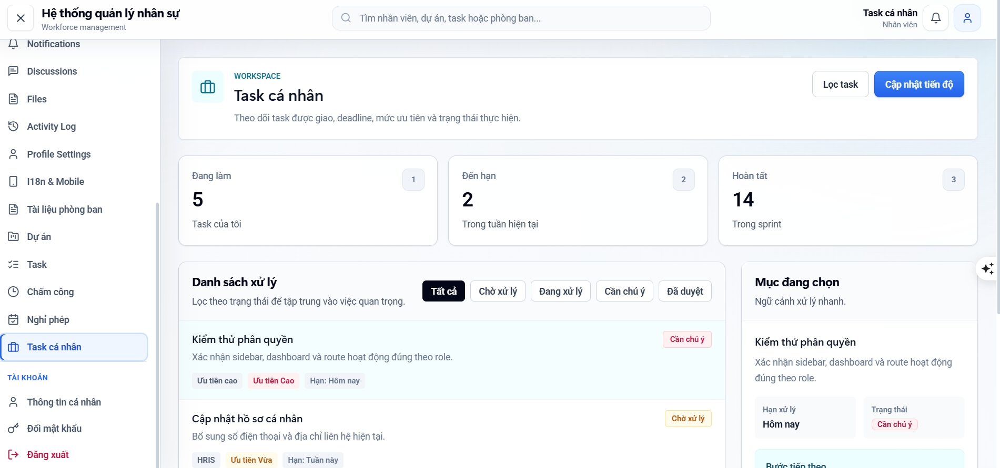 Hệ thống quản lý nhân sự
Workforce management
Tìm nhân viên, dự án, task hoặc phòng ban...
Task cá nhân
Nhân viên
Notifications
Discussions
Files
Activity Log
Profile Settings
I18n & Mobile
Tài liệu phòng ban
Dự án
Task
Chấm công
Nghỉ phép
Task cá nhân
TÀI KHOẢN
Thông tin cá nhân
Đổi mật khẩu
Đăng xuất
WORKSPACE
Task cá nhân
Theo dõi task được giao, deadline, mức ưu tiên và trạng thái thực hiện.
Lọc task
Cập nhật tiến độ
Đang làm
1
5
Task của tôi
Đến hạn
2
2
Trong tuần hiện tại
Hoàn tất
3
14
Trong sprint
Danh sách xử lý
Lọc theo trạng thái để tập trung vào việc quan trọng.
Tất cả
Chờ xử lý
Đang xử lý
Cần chú ý
Đã duyệt
Kiểm thử phân quyền
Cần chú ý
Xác nhận sidebar, dashboard và route hoạt động đúng theo role.
Ưu tiên cao
Ưu tiên Cao
Hạn: Hôm nay
Cập nhật hồ sơ cá nhân
Chờ xử lý
Bổ sung số điện thoại và địa chỉ liên hệ hiện tại.
HRIS
Ưu tiên Vừa
Hạn: Tuần này
Mục đang chọn
Ngữ cảnh xử lý nhanh.
Kiểm thử phân quyền
Xác nhận sidebar, dashboard và route hoạt động
đúng theo role.
Hạn xử lý
Hôm nay
Trạng thái
Cần chú ý
Bước tiếp theo